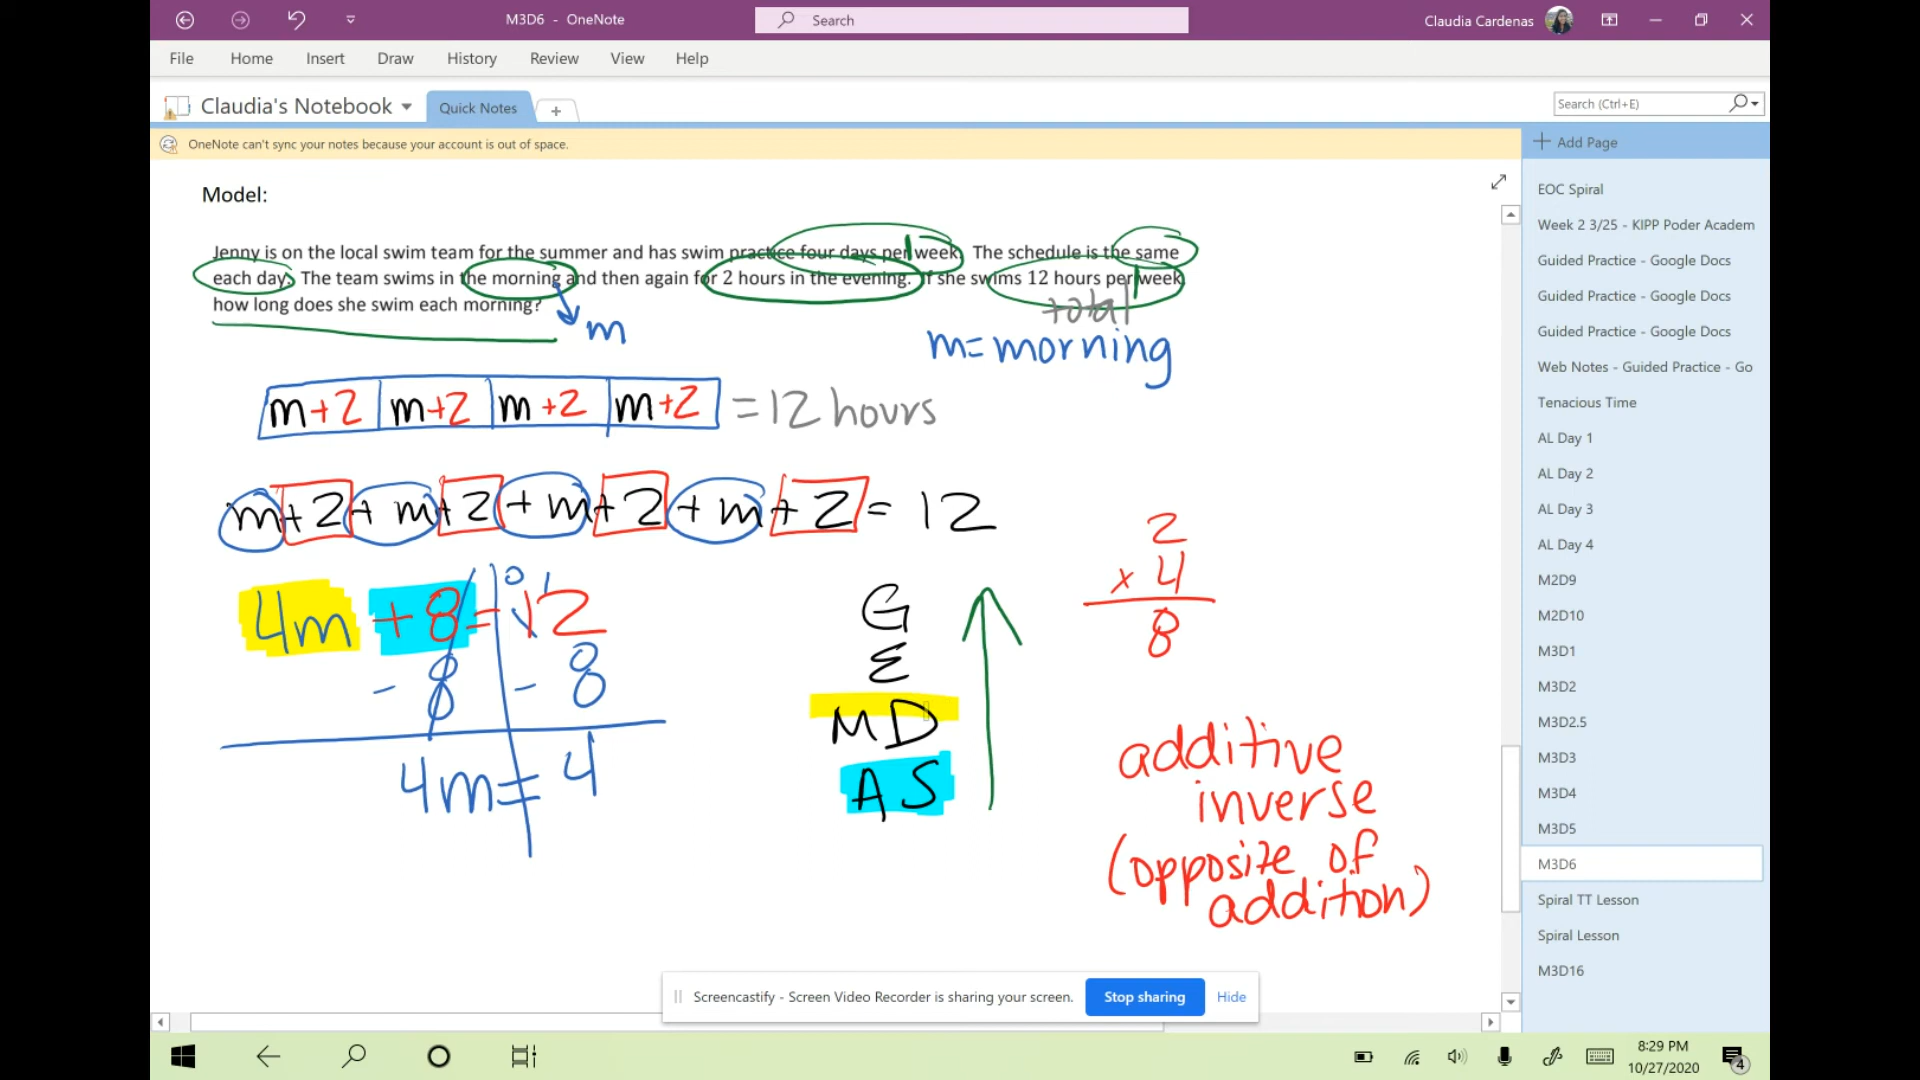 M3D6 - OneNote
Search
Claudia Cardenas
File Home Insert Draw History Review View Help
Claudia's Notebook
Quick Notes
Search (Ctrl+E)
OneNote can't sync your notes because your account is out of space.
Add Page
Model:
Jenny is on the local swim team for the summer and has swim practice four days per week. The schedule is the same
each day. The team swims in the morning and then again for 2 hours in the evening. If she swims 12 hours per week
how long does she swim each morning?
total
m
m=morning
m+2 m+2 m+2 m+2 = 12 hours
m+2+m+2+m+2+m+2 = 12
0 1
4m +8=12
- 8 - 8
0
4m = 4
G
E
MD
AS
2
x 4
8
additive
inverse
(opposite of
addition)
EOC Spiral
Week 2 3/25 - KIPP Poder Academ
Guided Practice - Google Docs
Guided Practice - Google Docs
Guided Practice - Google Docs
Web Notes - Guided Practice - Go
Tenacious Time
AL Day 1
AL Day 2
AL Day 3
AL Day 4
M2D9
M2D10
M3D1
M3D2
M3D2.5
M3D3
M3D4
M3D5
M3D6
Spiral TT Lesson
Spiral Lesson
M3D16
Screencastify - Screen Video Recorder is sharing your screen.
Stop sharing
Hide
8:29 PM
10/27/2020
4